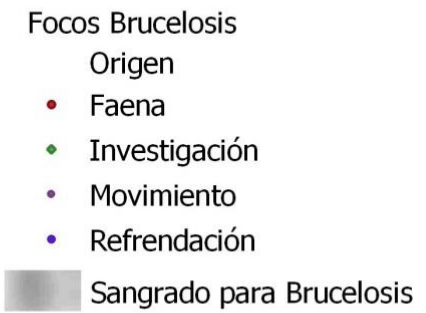 Focos Brucelosis
Origen
Faena
Investigación
Movimiento
Refrendación
Sangrado para Brucelosis